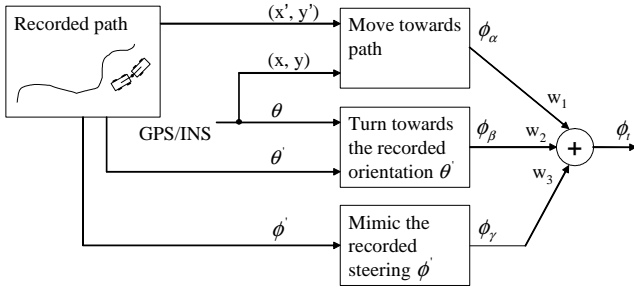 Recorded path
(x’, y’)
Move towards
path
ϕα
(x, y)
w1
GPS/INS
θ
Turn towards
the recorded
orientation θ'
ϕβ
w2
+
ϕt
θ'
w3
ϕ'
Mimic the
recorded
steering ϕ'
ϕγ